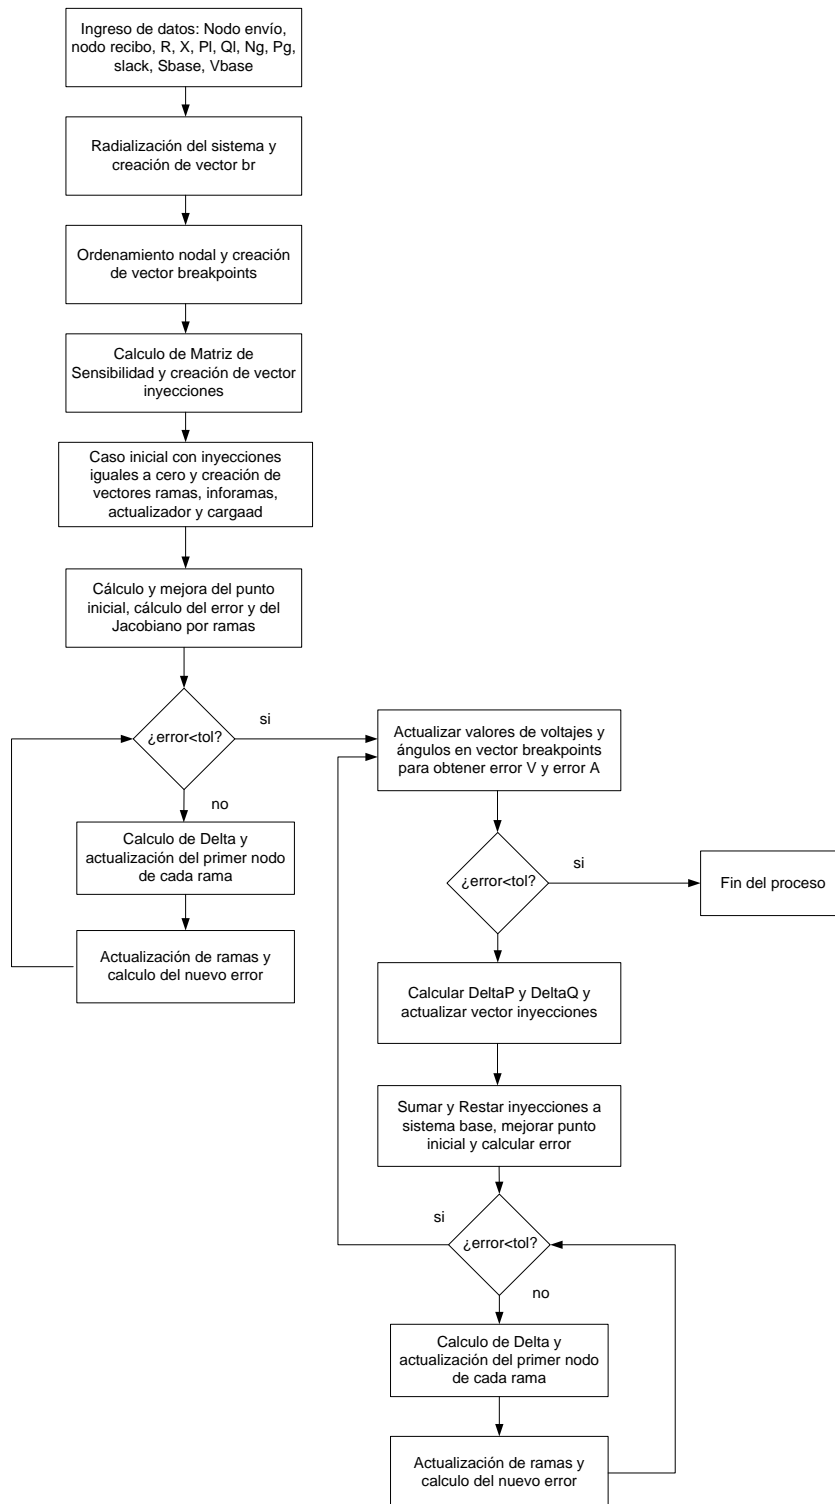 Ingreso de datos: Nodo envío,
nodo recibo, R, X, Pl, Ql, Ng, Pg,
slack, Sbase, Vbase
Radialización del sistema y
creación de vector br
Ordenamiento nodal y creación
de vector breakpoints
Calculo de Matriz de
Sensibilidad y creación de vector
inyecciones
Caso inicial con inyecciones
iguales a cero y creación de
vectores ramas, inforamas,
actualizador y cargaad
Cálculo y mejora del punto
inicial, cálculo del error y del
Jacobiano por ramas
¿error<tol?
si
no
Calculo de Delta y
actualización del primer nodo
de cada rama
Actualización de ramas y
calculo del nuevo error
Actualizar valores de voltajes y
ángulos en vector breakpoints
para obtener error V y error A
¿error<tol?
si
Fin del proceso
Calcular DeltaP y DeltaQ y
actualizar vector inyecciones
Sumar y Restar inyecciones a
sistema base, mejorar punto
inicial y calcular error
si
¿error<tol?
no
Calculo de Delta y
actualización del primer nodo
de cada rama
Actualización de ramas y
calculo del nuevo error